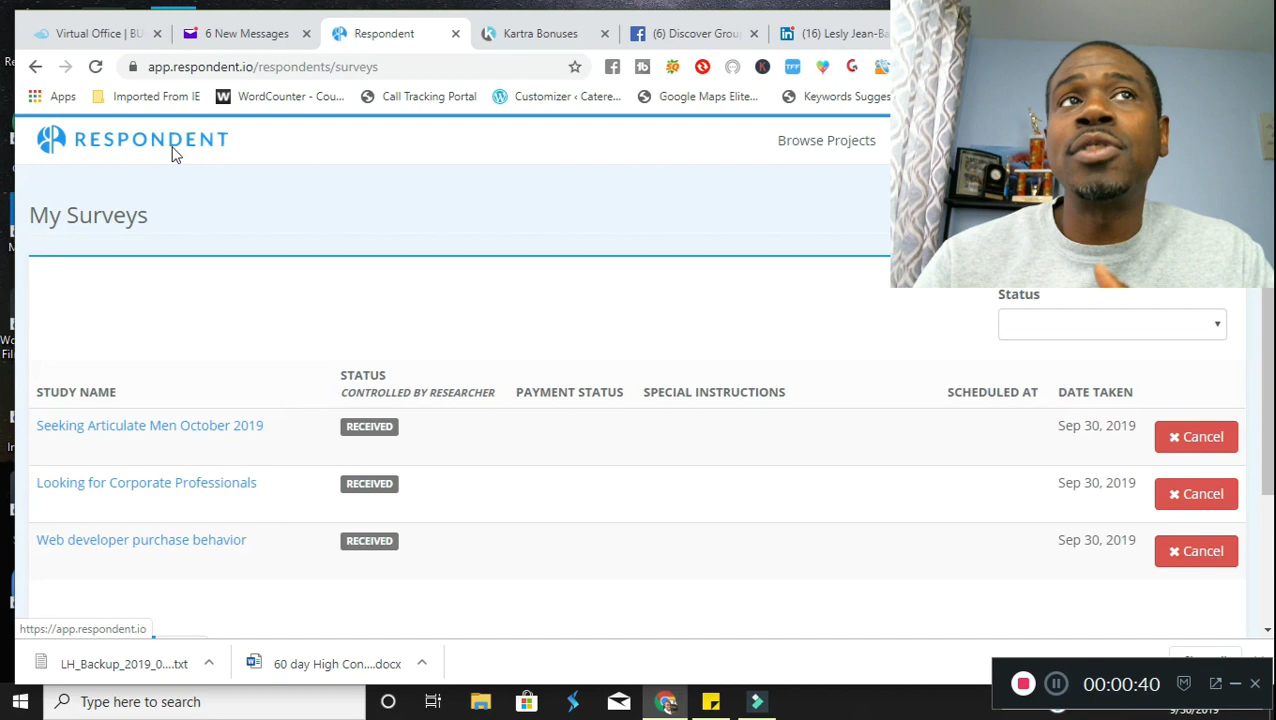 Virtual Office | BU
6 New Messages
Respondent
Kartra Bonuses
(6) Discover Grou
(16) Lesly Jean-Ba
app.respondent.io/respondents/surveys
Apps
Imported From IE
WordCounter - Cou...
Call Tracking Portal
Customizer ‹ Catere...
Google Maps Elite...
Keywords Sugges
RESPONDENT
Browse Projects
My Surveys
Status
STUDY NAME
STATUS
CONTROLLED BY RESEARCHER
PAYMENT STATUS
SPECIAL INSTRUCTIONS
SCHEDULED AT
DATE TAKEN
Seeking Articulate Men October 2019
RECEIVED
Sep 30, 2019
Cancel
Looking for Corporate Professionals
RECEIVED
Sep 30, 2019
Cancel
Web developer purchase behavior
RECEIVED
Sep 30, 2019
Cancel
https://app.respondent.io
LH_Backup_2019_0....txt
60 day High Con....docx
00:00:40
Type here to search
9/30/2019